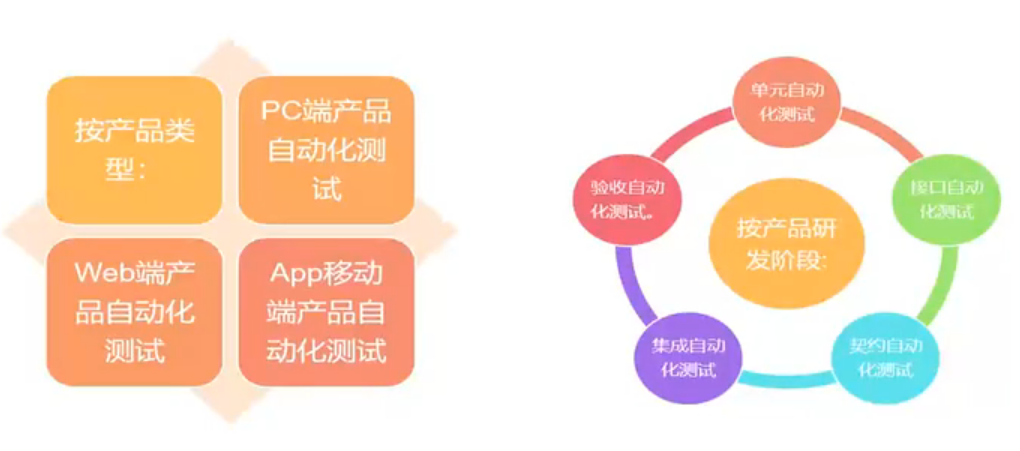 按产品类
型：
PC端产品
自动化测
试
Web端产
品自动化
测试
App移动
端产品自
动化测试
按产品研
发阶段:
单元自动
化测试
接口自动
化测试
契约自动
化测试
集成自动
化测试
验收自动
化测试。